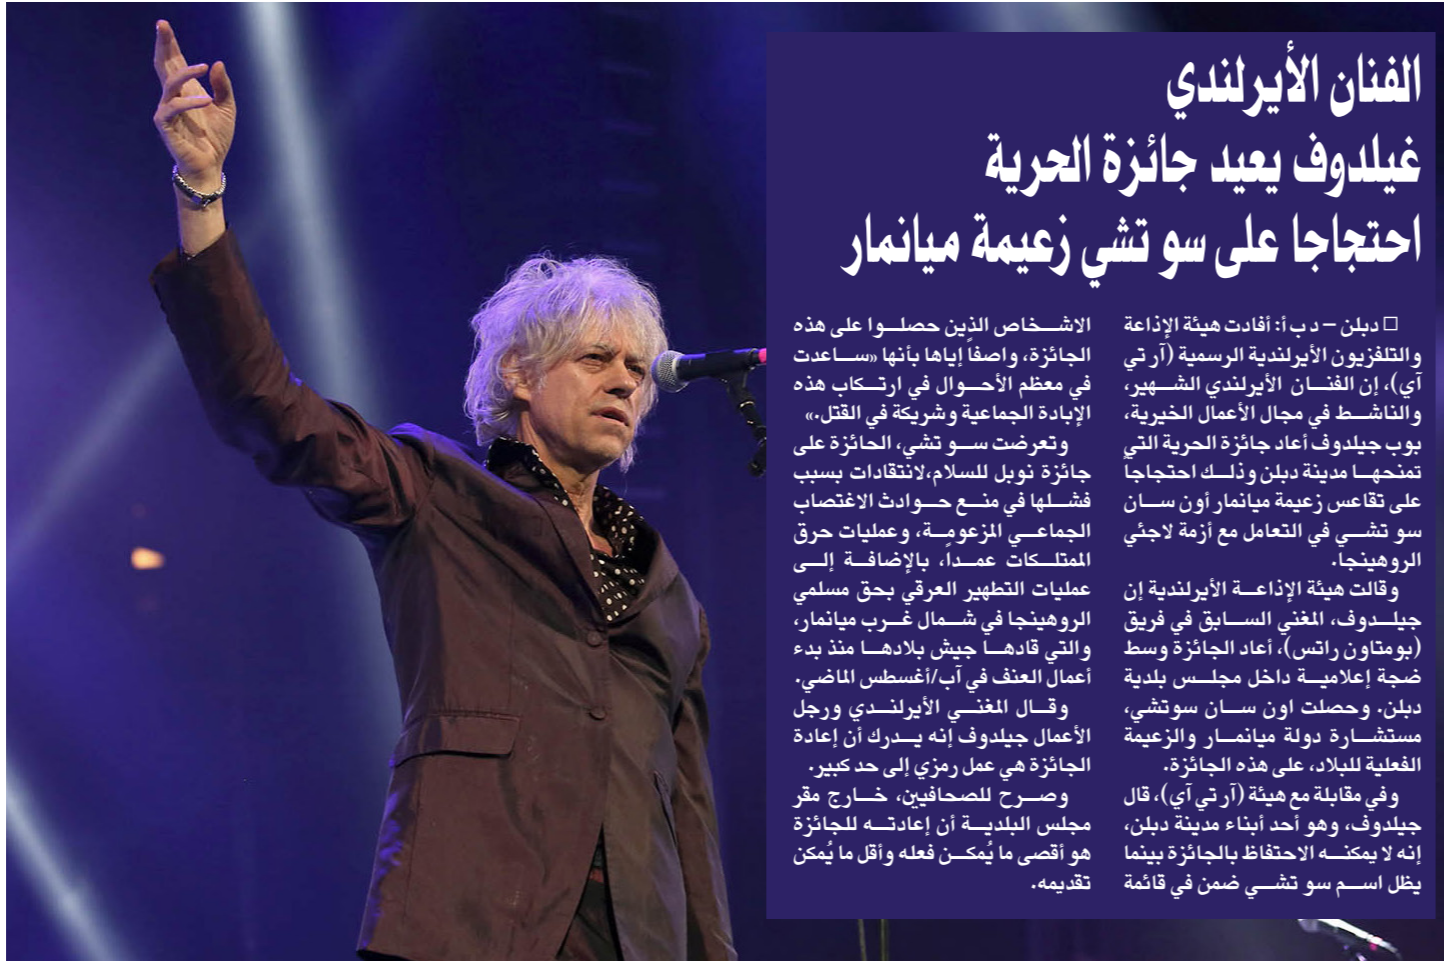 الفنان الأيرلندي
غيلدوف يعيد جائزة الحرية
احتجاجا على سو تشي زعيمة ميانمار
□ دبلن – د ب أ: أفادت هيئة الإذاعة
والتلفزيون الأيرلندية الرسمية (آر تي
آي)، إن الفنان الأيرلندي الشهير،
والناشط في مجال الأعمال الخيرية،
بوب جيلدوف أعاد جائزة الحرية التي
تمنحها مدينة دبلن وذلك احتجاجاً
على تقاعس زعيمة ميانمار أون سان
سو تشي في التعامل مع أزمة لاجئي
الروهينجا.
وقالت هيئة الإذاعة الأيرلندية إن
جيلدوف، المغني السابق في فريق
(بومتاون راتس)، أعاد الجائزة وسط
ضجة إعلامية داخل مجلس بلدية
دبلن. وحصلت اون سان سوتشي،
مستشارة دولة ميانمار والزعيمة
الفعلية للبلاد، على هذه الجائزة.
وفي مقابلة مع هيئة (آر تي آي)، قال
جيلدوف، وهو أحد أبناء مدينة دبلن،
إنه لا يمكنه الاحتفاظ بالجائزة بينما
يظل اسم سو تشي ضمن في قائمة
الاشخاص الذين حصلوا على هذه
الجائزة، واصفاً إياها بأنها «ساعدت
في معظم الأحوال في ارتكاب هذه
الإبادة الجماعية وشريكة في القتل.»
وتعرضت سو تشي، الحائزة على
جائزة نوبل للسلام،لانتقادات بسبب
فشلها في منع حوادث الاغتصاب
الجماعي المزعومة، وعمليات حرق
الممتلكات عمداً، بالإضافة إلى
عمليات التطهير العرقي بحق مسلمي
الروهينجا في شمال غرب ميانمار،
والتي قادها جيش بلادها منذ بدء
أعمال العنف في آب/أغسطس الماضي.
وقال المغني الأيرلندي ورجل
الأعمال جيلدوف إنه يدرك أن إعادة
الجائزة هي عمل رمزي إلى حد كبير.
وصرح للصحافيين، خارج مقر
مجلس البلدية أن إعادته للجائزة
هو أقصى ما يُمكن فعله وأقل ما يُمكن
تقديمه.